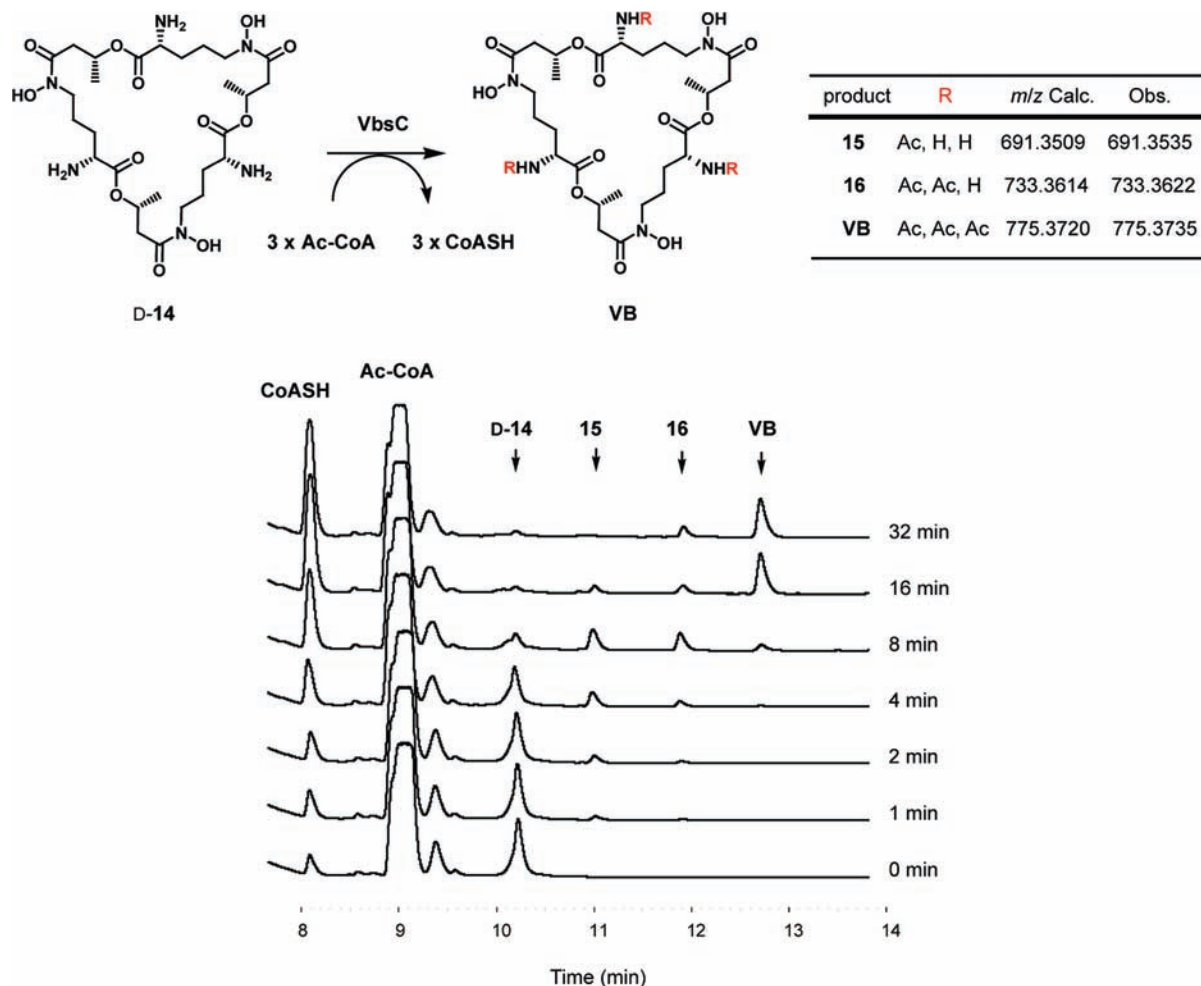 NH₂
OH
O
O
N
O
O
O
N
HO
O
O
H₂N
O
NH₂
O
N
OH
O
D-14
VbsC
3 x Ac-CoA
3 x CoASH
NHR
OH
O
O
N
O
O
O
N
HO
O
O
RHN
O
NHR
O
N
OH
O
VB
product R m/z Calc. Obs.
15 Ac, H, H 691.3509 691.3535
16 Ac, Ac, H 733.3614 733.3622
VB Ac, Ac, Ac 775.3720 775.3735
CoASH
Ac-CoA
D-14
15
16
VB
32 min
16 min
8 min
4 min
2 min
1 min
0 min
8 9 10 11 12 13 14
Time (min)